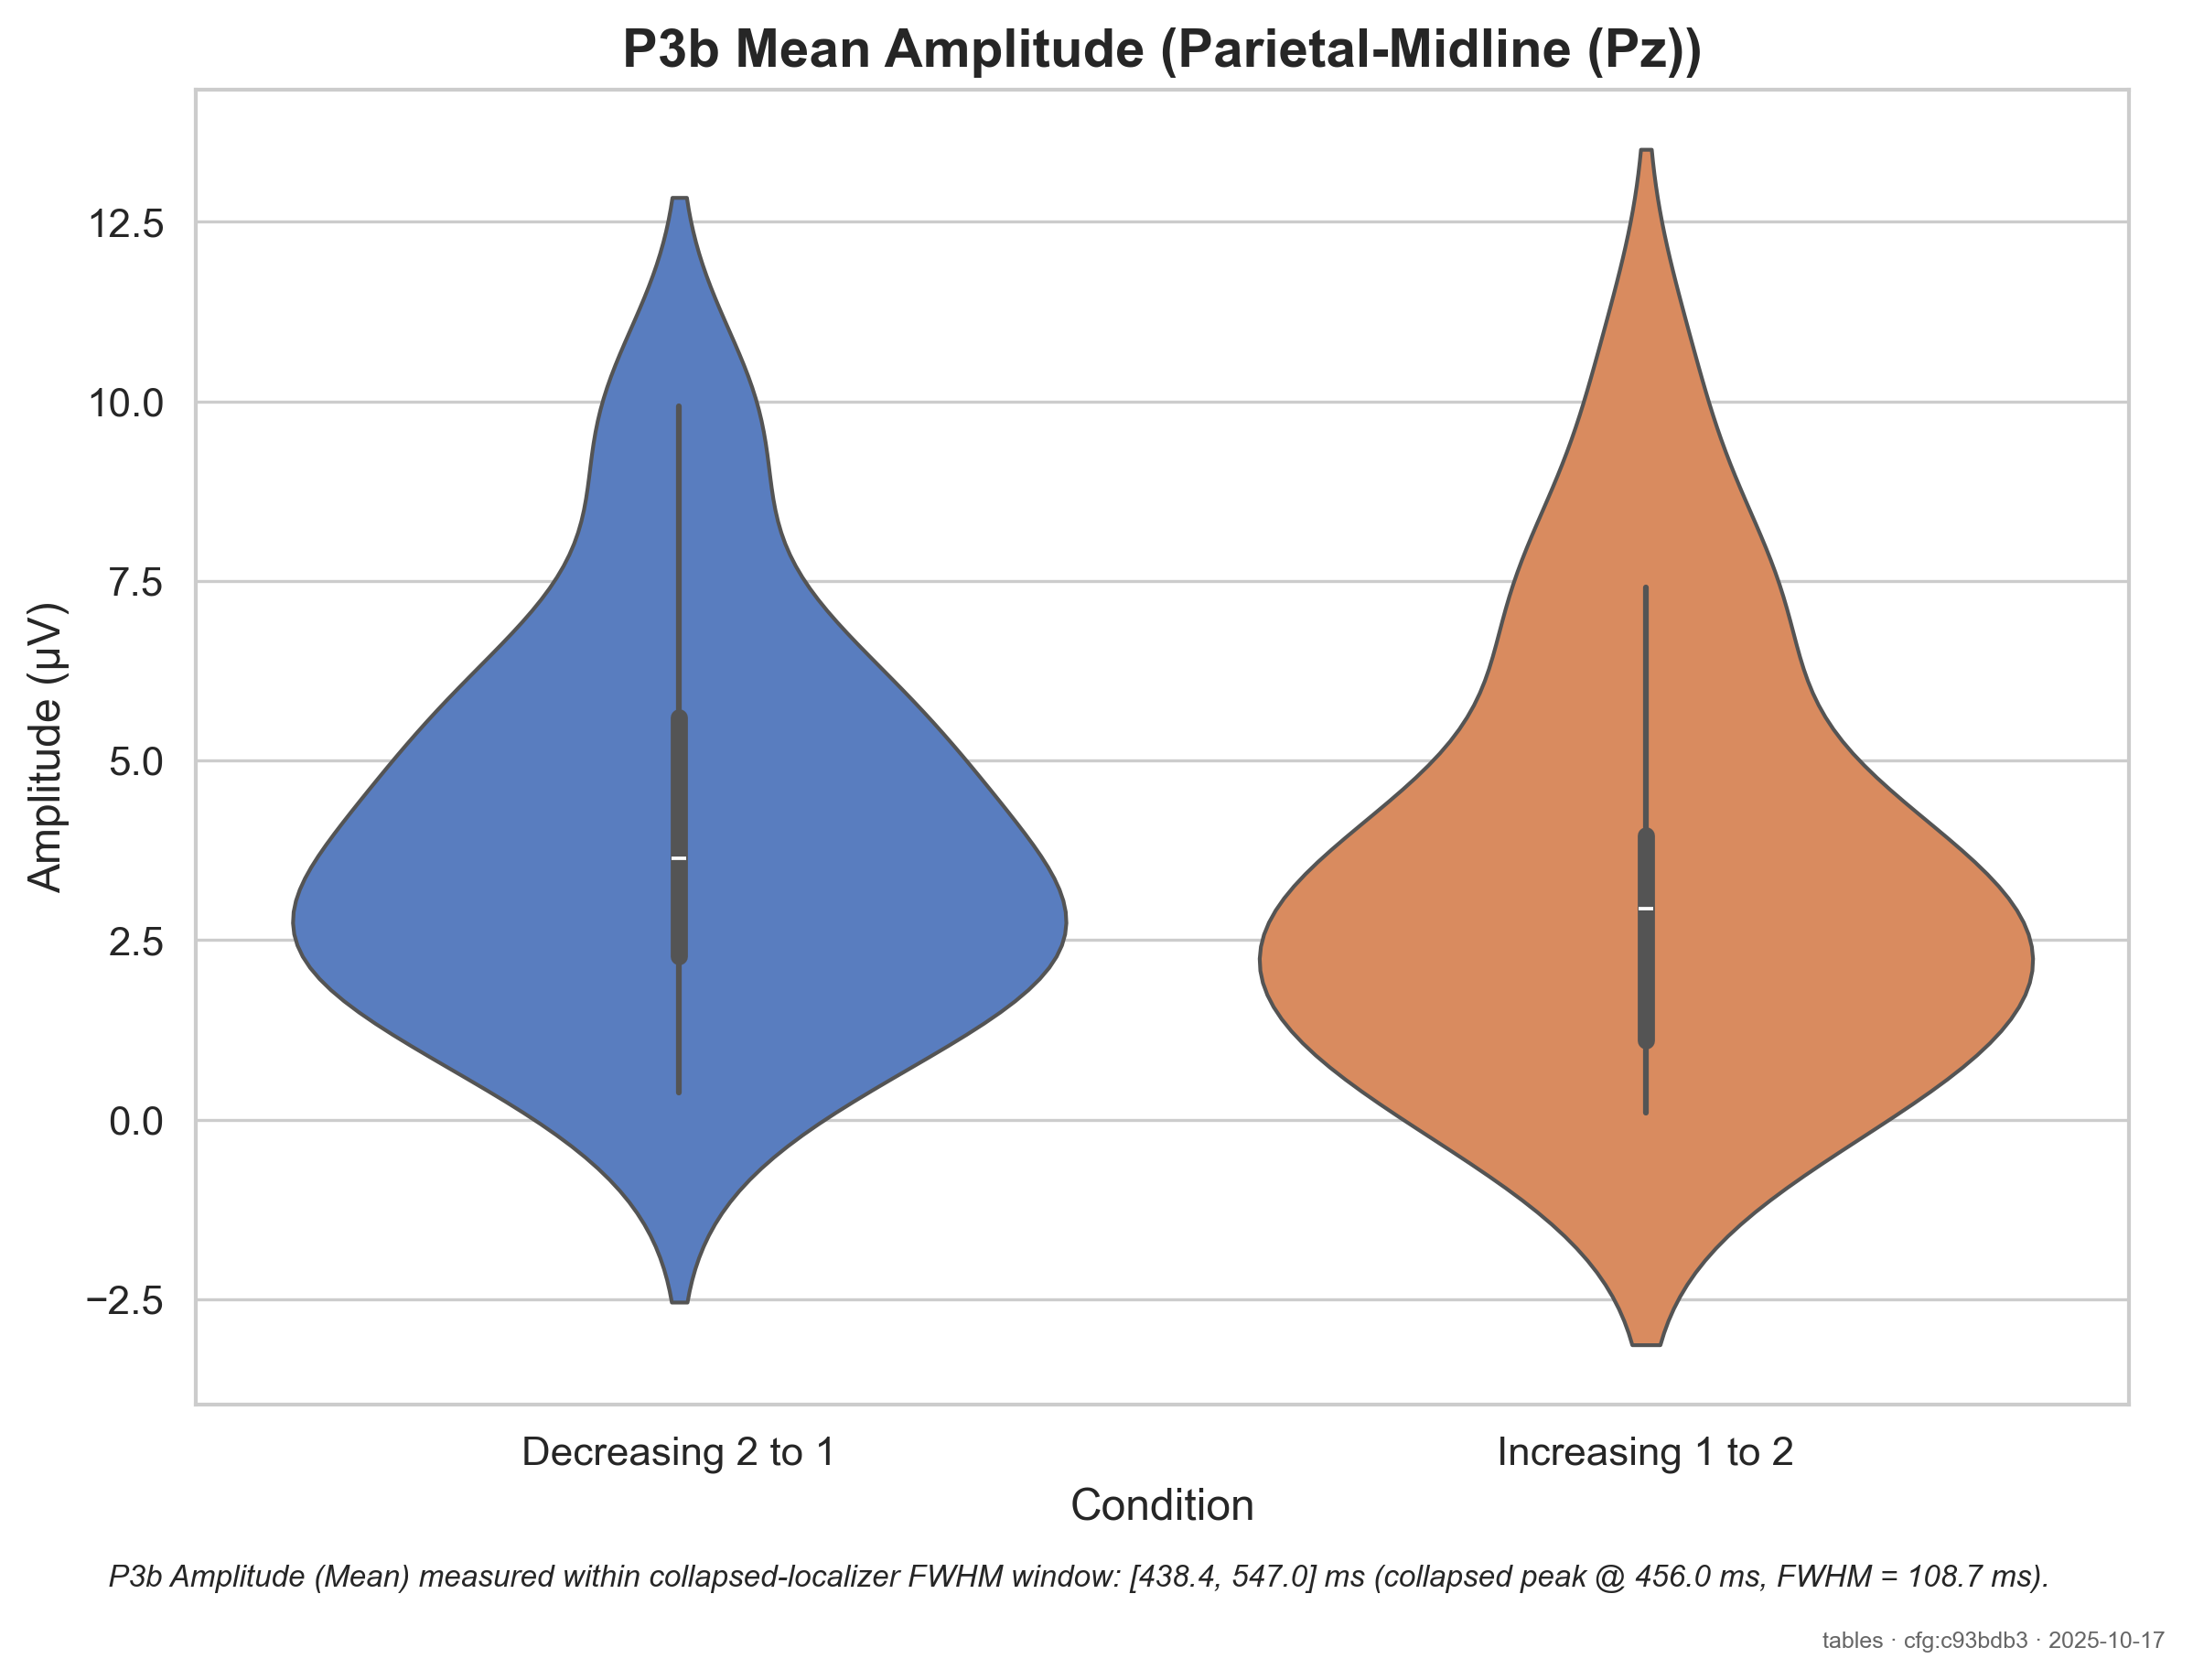 P3b Mean Amplitude (Parietal-Midline (Pz))
Amplitude (µV)
12.5
10.0
7.5
5.0
2.5
0.0
−2.5
Decreasing 2 to 1
Increasing 1 to 2
Condition
P3b Amplitude (Mean) measured within collapsed-localizer FWHM window: [438.4, 547.0] ms (collapsed peak @ 456.0 ms, FWHM = 108.7 ms).
tables · cfg:c93bdb3 · 2025-10-17